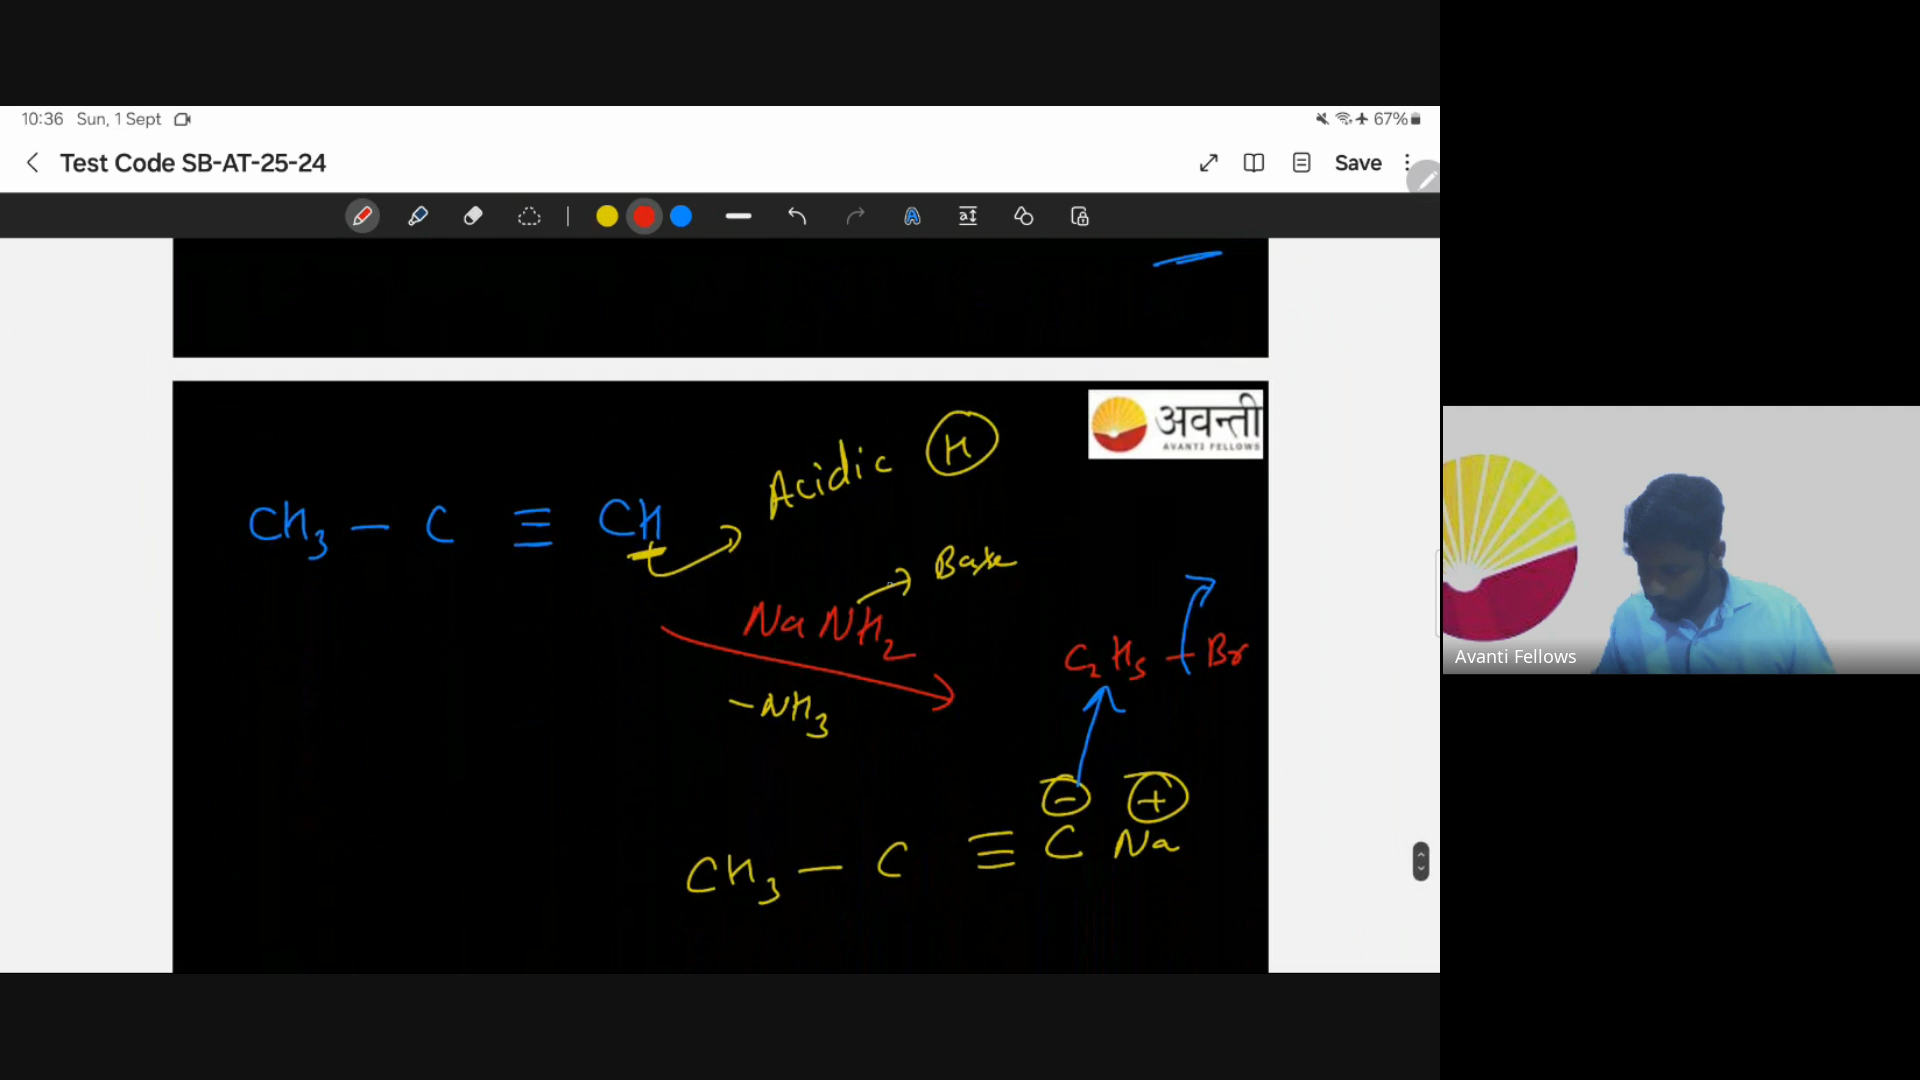 10:36 Sun, 1 Sept 67%
Test Code SB-AT-25-24
Save
अवन्ती
AVANTI FELLOWS
Acidic H
CH3 — C ≡ CH
Base
NaNH2
C2H5 — Br
-NH3
- +
CH3 — C ≡ C Na
Avanti Fellows